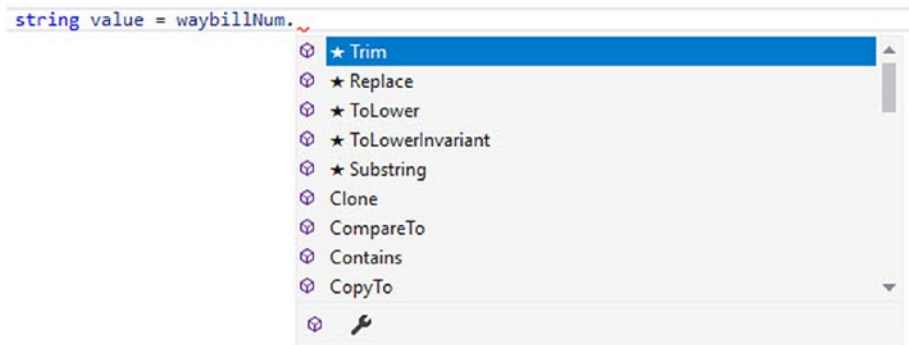 string value = waybillNum.
★ Trim
★ Replace
★ ToLower
★ ToLowerInvariant
★ Substring
Clone
CompareTo
Contains
CopyTo